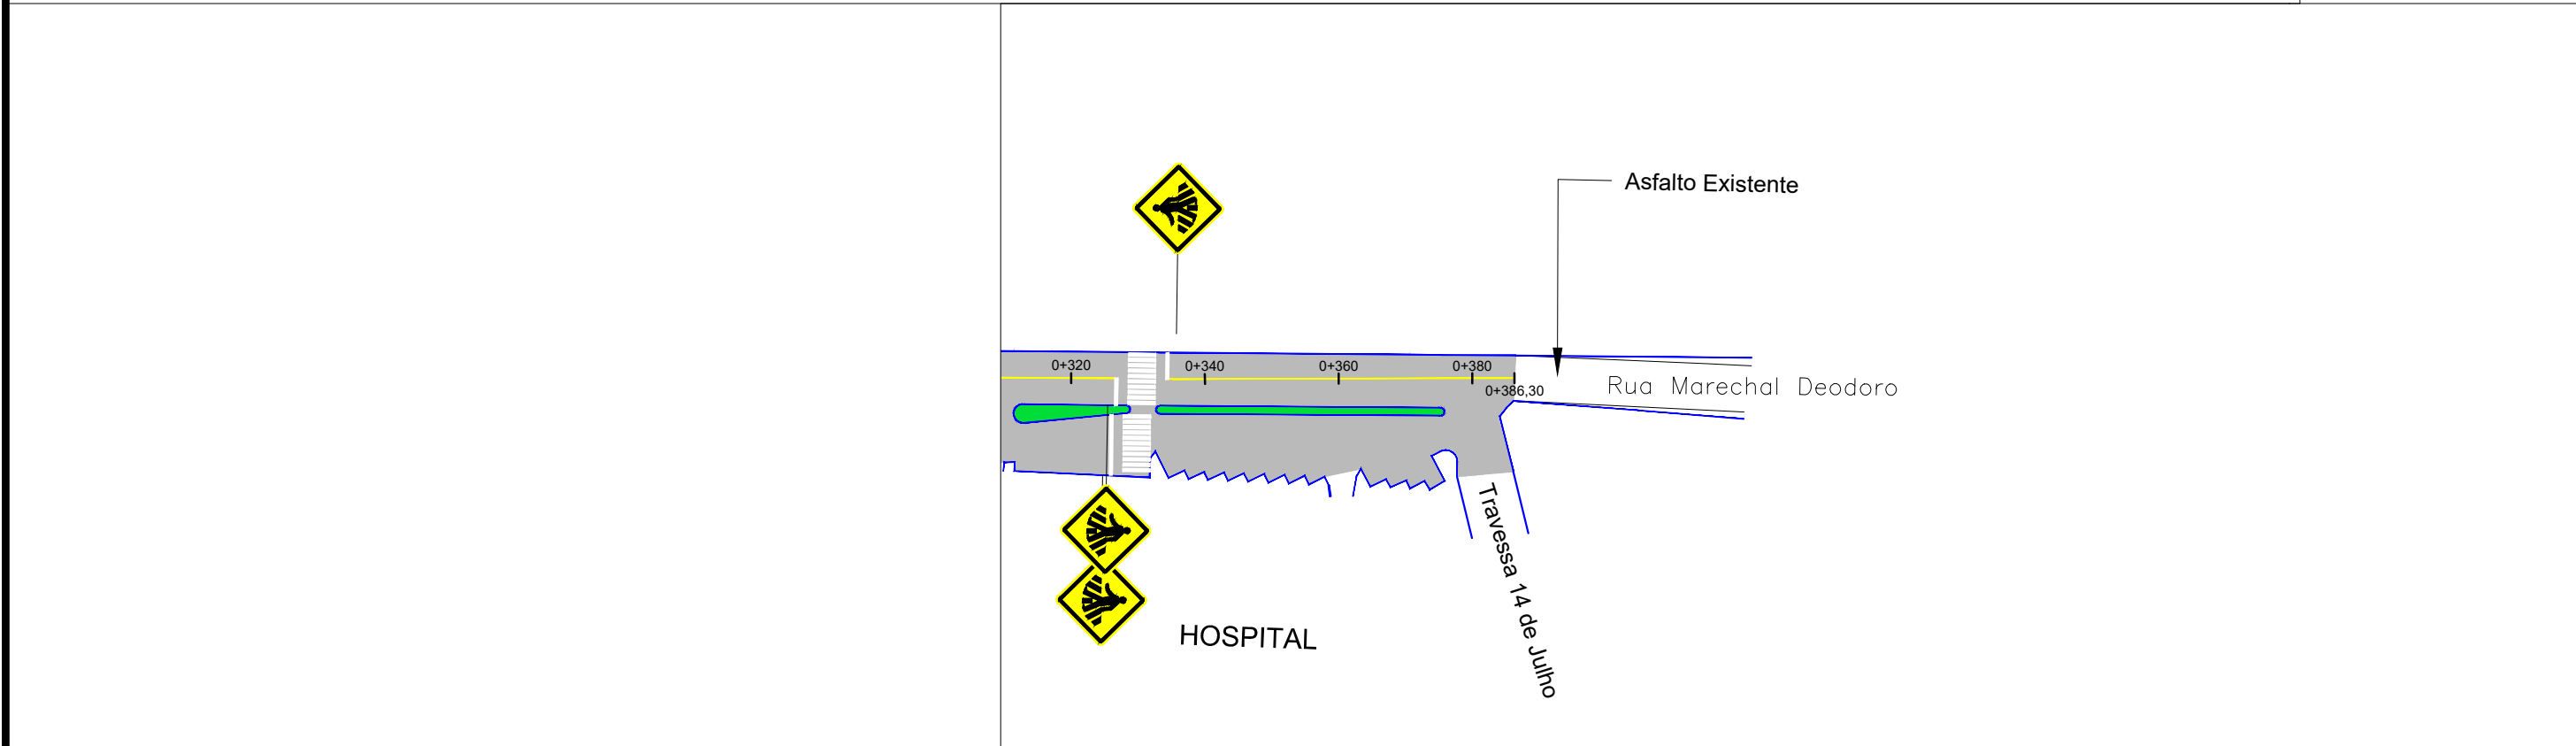 Asfalto Existente
0+320
0+340
0+360
0+380
0+386,30
Rua Marechal Deodoro
Travessa 14 de Julho
HOSPITAL